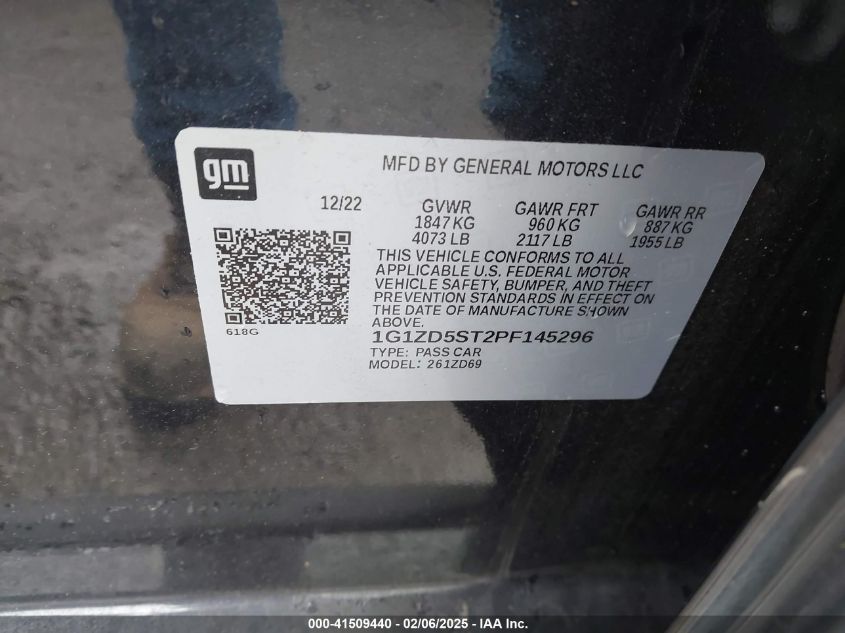 gm
MFD BY GENERAL MOTORS LLC
12/22 GVWR GAWR FRT GAWR RR
1847 KG 960 KG 887 KG
4073 LB 2117 LB 1955 LB
THIS VEHICLE CONFORMS TO ALL
APPLICABLE U.S. FEDERAL MOTOR
VEHICLE SAFETY, BUMPER, AND THEFT
PREVENTION STANDARDS IN EFFECT ON
THE DATE OF MANUFACTURE SHOWN
ABOVE.
618G
1G1ZD5ST2PF145296
TYPE: PASS CAR
MODEL: 261ZD69
000-41509440 - 02/06/2025 - IAA, Inc.